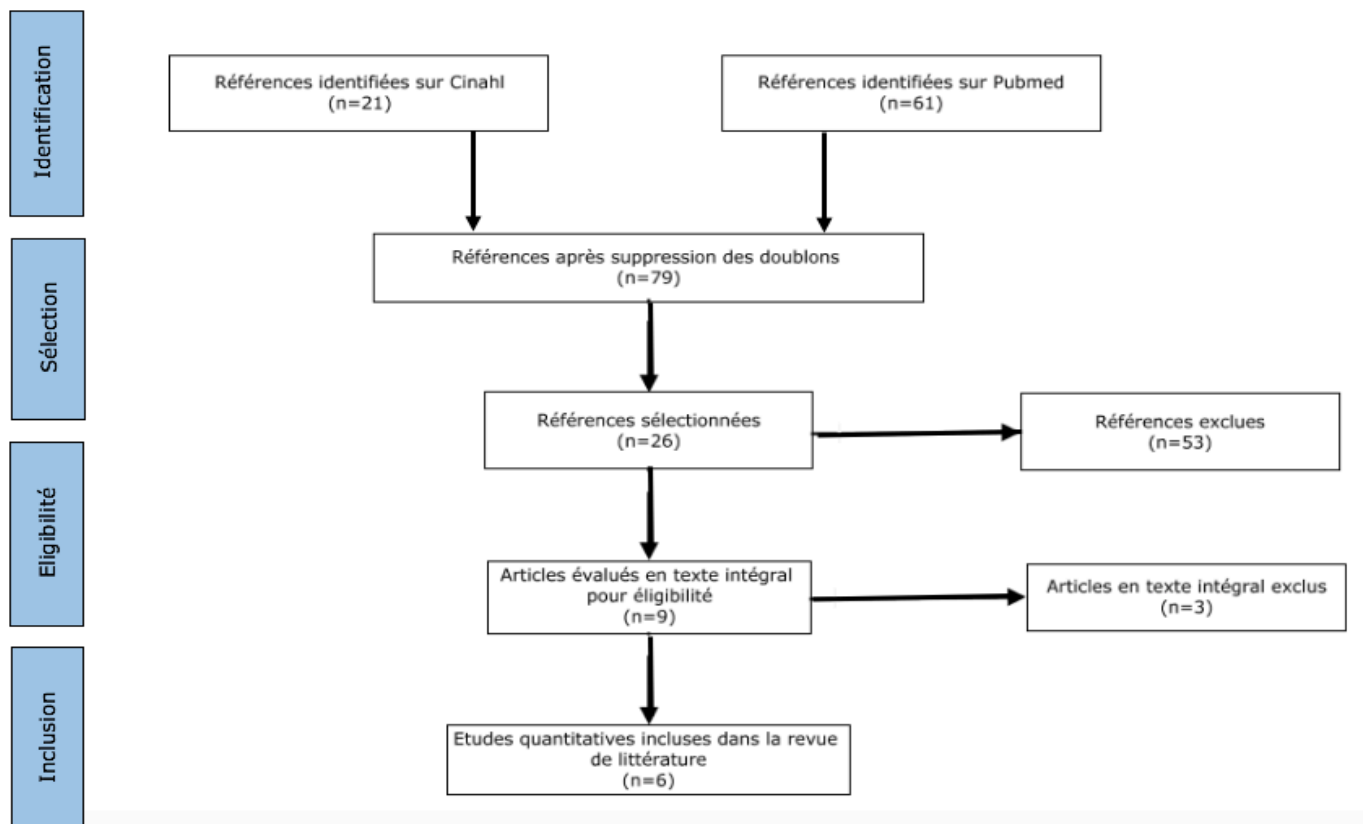 Identification
Références identifiées sur Cinahl
(n=21)
Références identifiées sur Pubmed
(n=61)
Sélection
Références après suppression des doublons
(n=79)
Références sélectionnées
(n=26)
Références exclues
(n=53)
Eligibilité
Articles évalués en texte intégral
pour éligibilité
(n=9)
Articles en texte intégral exclus
(n=3)
Inclusion
Etudes quantitatives incluses dans la revue
de littérature
(n=6)